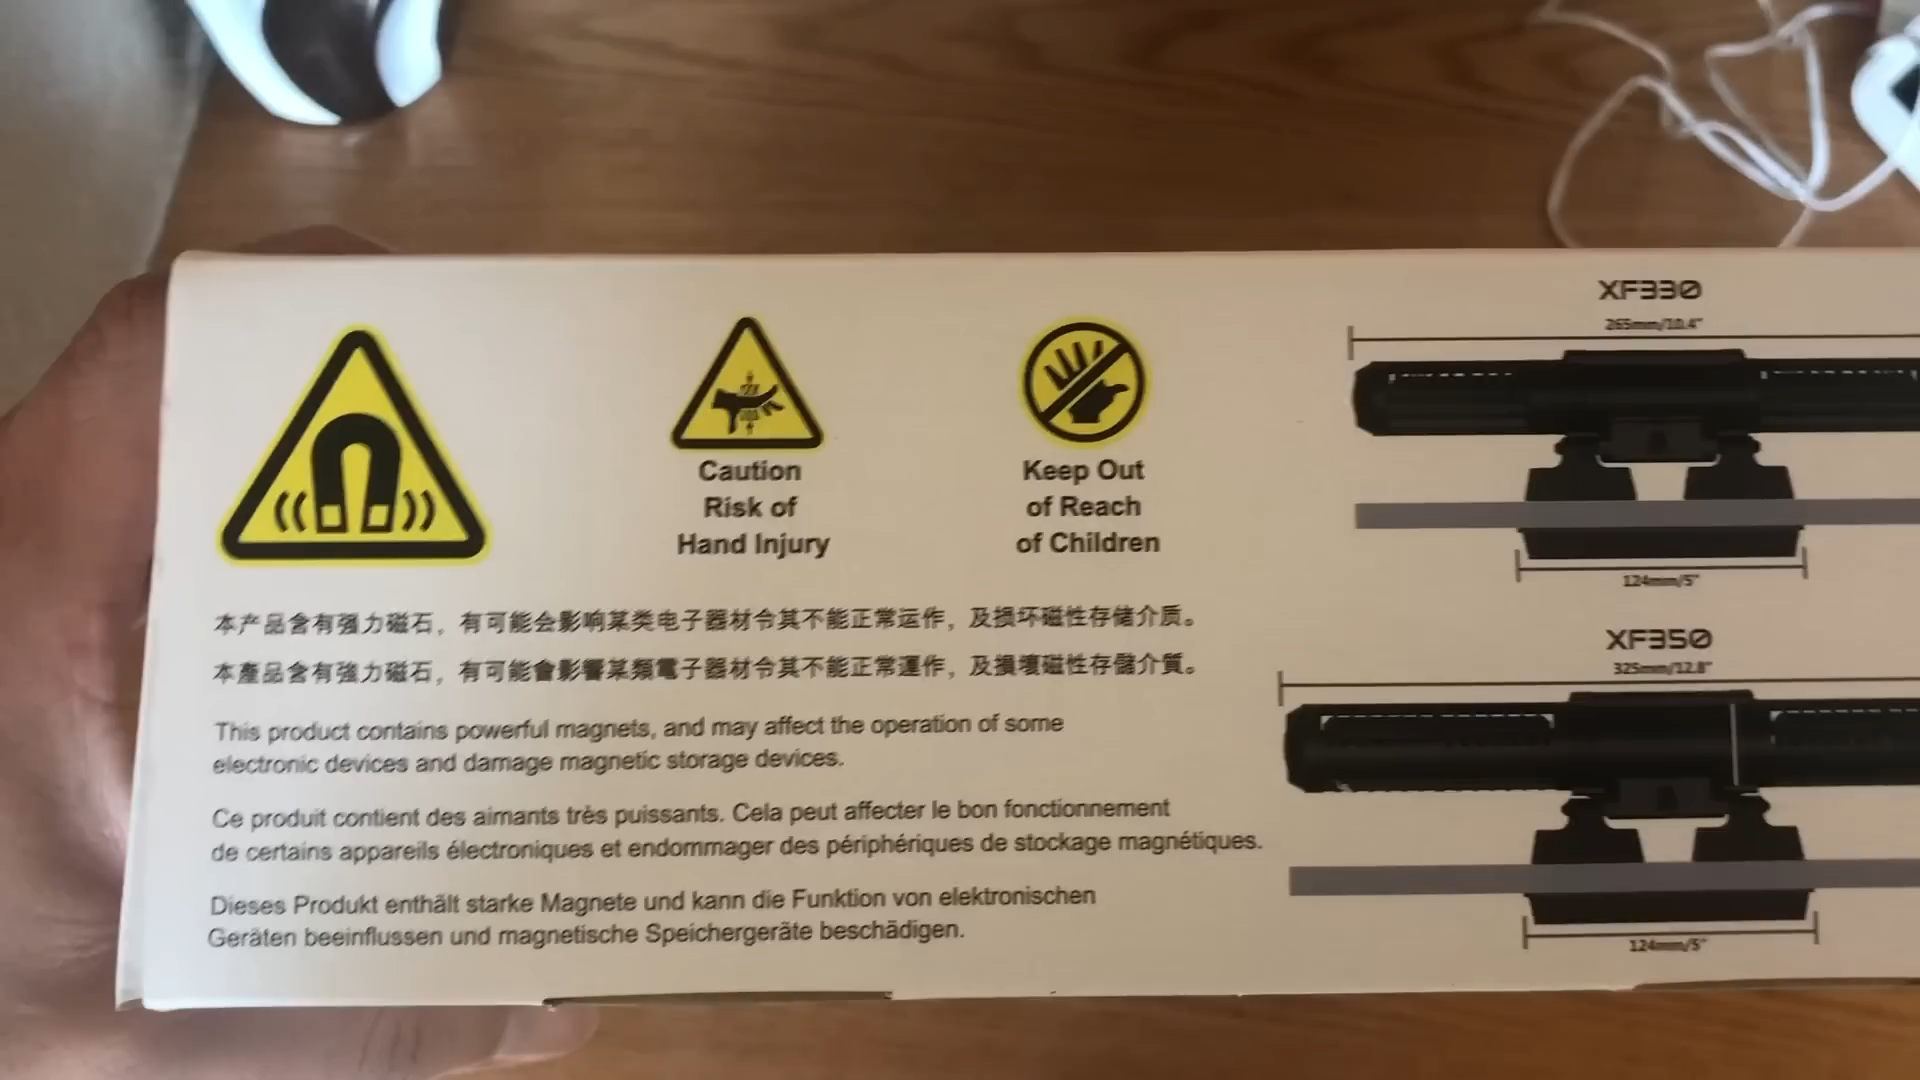 Caution
Risk of
Hand Injury
Keep Out
of Reach
of Children
本产品含有强力磁石，有可能会影响某类电子器材令其不能正常运作，及损坏磁性存储介质。
本產品含有強力磁石，有可能會影響某類電子器材令其不能正常運作，及損壞磁性存儲介質。
This product contains powerful magnets, and may affect the operation of some
electronic devices and damage magnetic storage devices.
Ce produit contient des aimants très puissants. Cela peut affecter le bon fonctionnement
de certains appareils électroniques et endommager des périphériques de stockage magnétiques.
Dieses Produkt enthält starke Magnete und kann die Funktion von elektronischen
Geräten beeinflussen und magnetische Speichergeräte beschädigen.
XF330
265mm/10.4"
124mm/5"
XF350
325mm/12.8"
124mm/5"